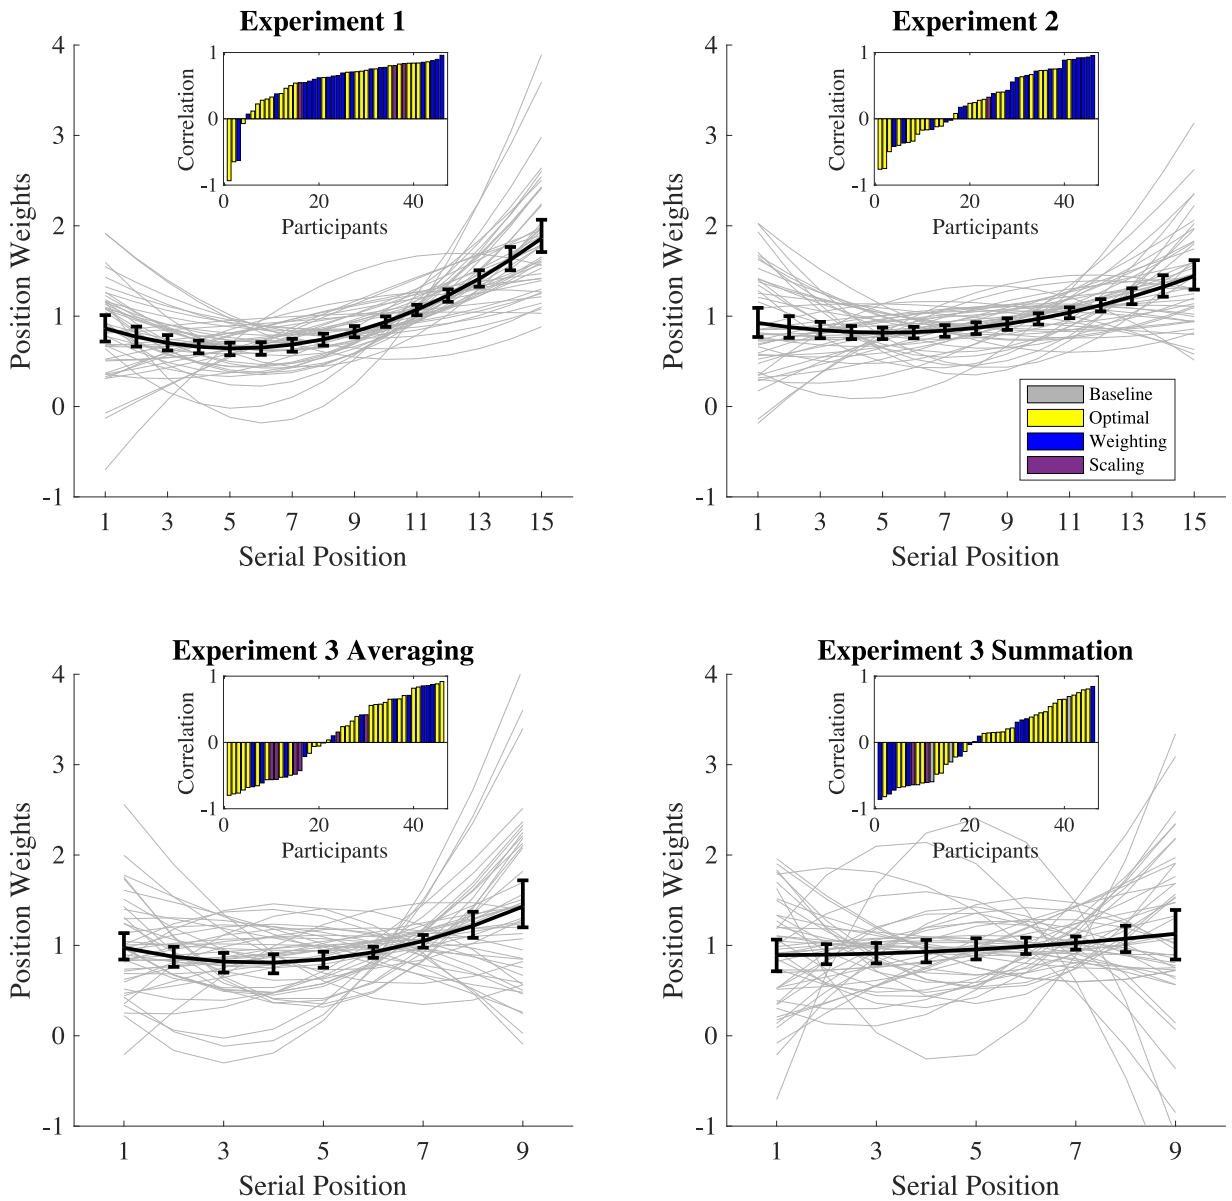 Experiment 1
Position Weights
4
3
2
1
0
-1
1 3 5 7 9 11 13 15
Serial Position
Correlation
1
0
-1
0 20 40
Participants
Experiment 2
Position Weights
4
3
2
1
0
-1
1 3 5 7 9 11 13 15
Serial Position
Correlation
1
0
-1
0 20 40
Participants
Baseline
Optimal
Weighting
Scaling
Experiment 3 Averaging
Position Weights
4
3
2
1
0
-1
1 3 5 7 9
Serial Position
Correlation
1
0
-1
0 20 40
Participants
Experiment 3 Summation
Position Weights
4
3
2
1
0
-1
1 3 5 7 9
Serial Position
Correlation
1
0
-1
0 20 40
Participants